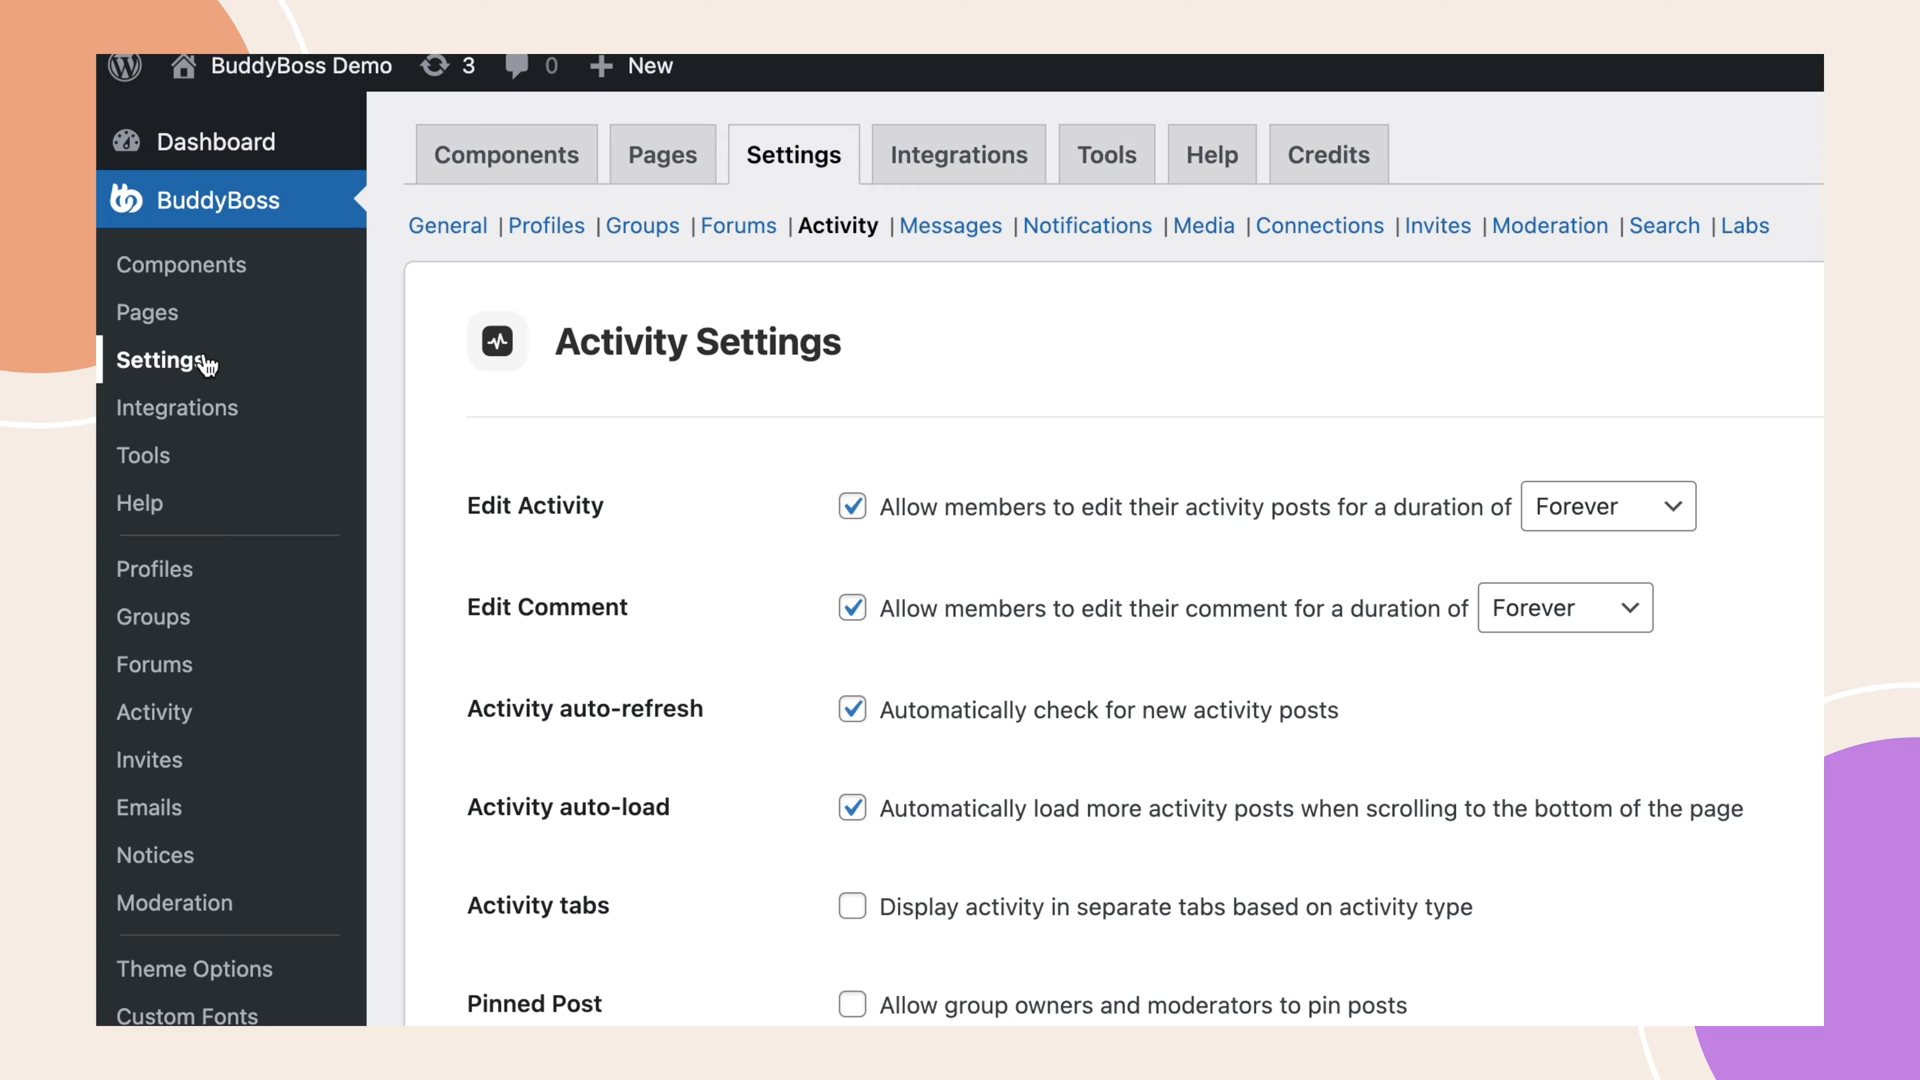 BuddyBoss Demo 3 0 New
Dashboard
BuddyBoss
Components
Pages
Settings
Integrations
Tools
Help
Profiles
Groups
Forums
Activity
Invites
Emails
Notices
Moderation
Theme Options
Custom Fonts
Components Pages Settings Integrations Tools Help Credits
General | Profiles | Groups | Forums | Activity | Messages | Notifications | Media | Connections | Invites | Moderation | Search | Labs
Activity Settings
Edit Activity Allow members to edit their activity posts for a duration of Forever
Edit Comment Allow members to edit their comment for a duration of Forever
Activity auto-refresh Automatically check for new activity posts
Activity auto-load Automatically load more activity posts when scrolling to the bottom of the page
Activity tabs Display activity in separate tabs based on activity type
Pinned Post Allow group owners and moderators to pin posts